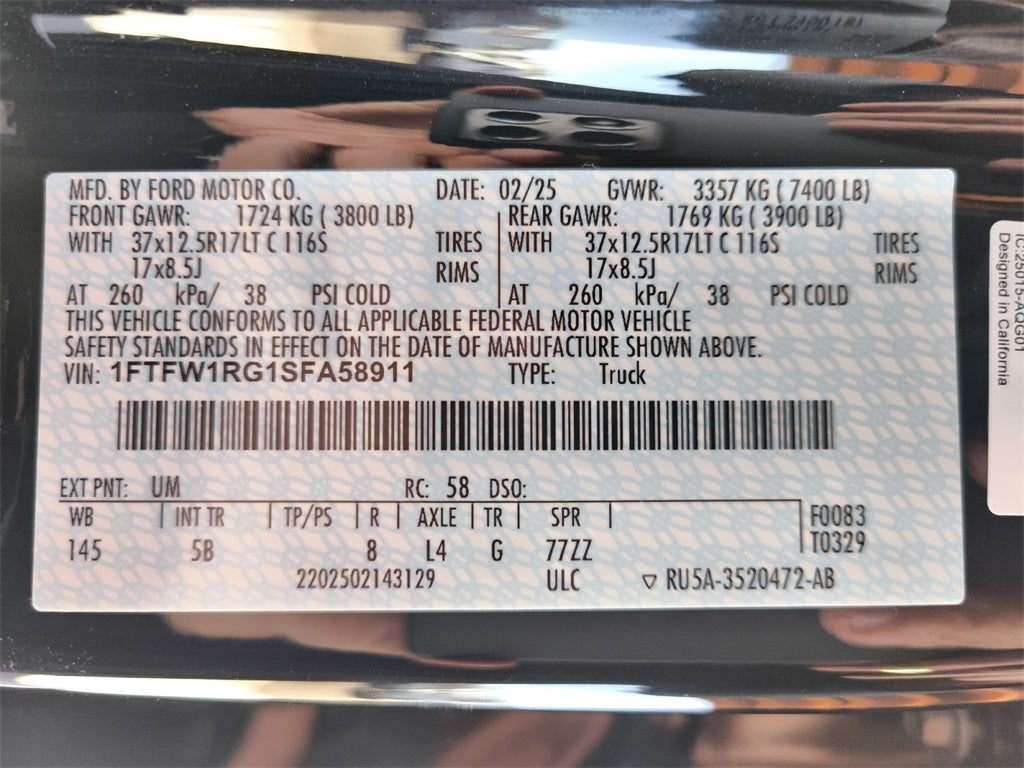 MFD. BY FORD MOTOR CO. DATE: 02/25 GVWR: 3357 KG ( 7400 LB)
FRONT GAWR: 1724 KG ( 3800 LB) REAR GAWR: 1769 KG ( 3900 LB)
WITH 37x12.5R17LT C 116S TIRES WITH 37x12.5R17LT C 116S TIRES
17x8.5J RIMS 17x8.5J RIMS
AT 260 kPa/ 38 PSI COLD AT 260 kPa/ 38 PSI COLD
THIS VEHICLE CONFORMS TO ALL APPLICABLE FEDERAL MOTOR VEHICLE
SAFETY STANDARDS IN EFFECT ON THE DATE OF MANUFACTURE SHOWN ABOVE.
VIN: 1FTFW1RG1SFA58911 TYPE: Truck
EXT PNT: UM RC: 58 DSO:
WB INT TR TP/PS R AXLE TR SPR F0083
145 5B 8 L4 G 77ZZ T0329
2202502143129 ULC ▽ RU5A-3520472-AB
IC:25015-AQG01
Designed in California